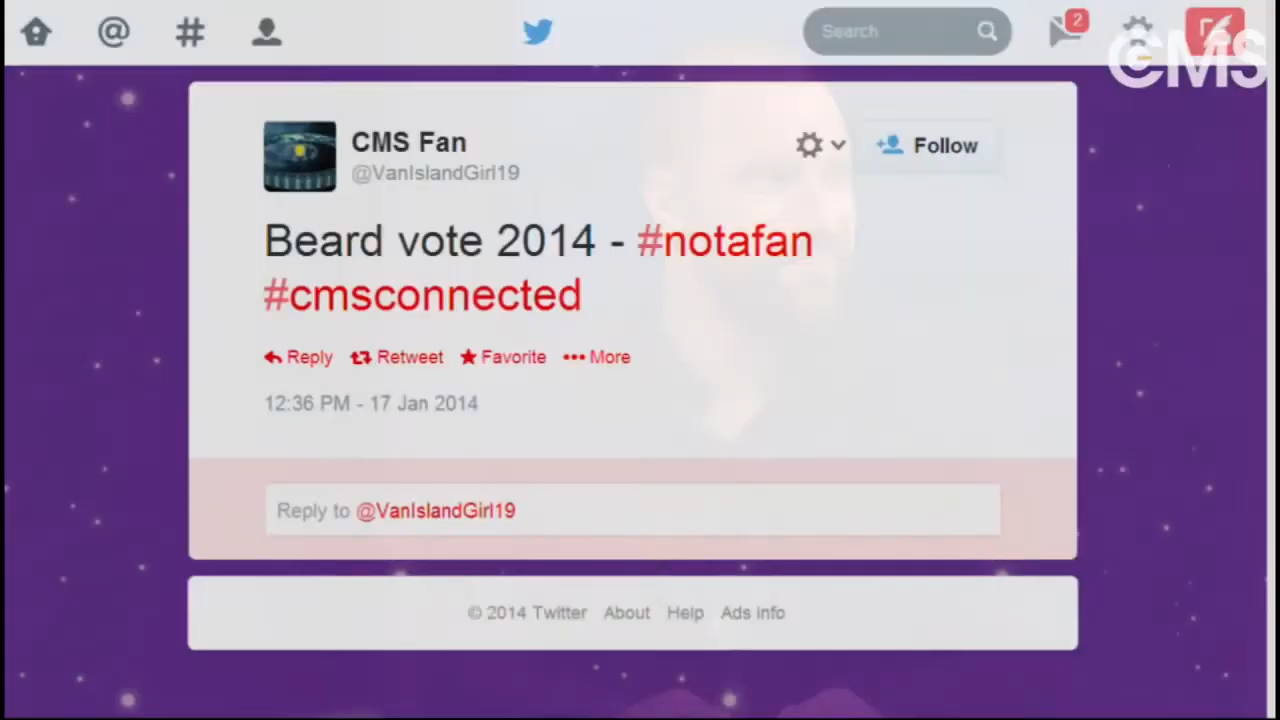 Search
2
CMS
CMS Fan
@VanIslandGirl19
Follow
Beard vote 2014 - #notafan
#cmsconnected
Reply Retweet Favorite More
12:36 PM - 17 Jan 2014
Reply to @VanIslandGirl19
© 2014 Twitter About Help Ads info